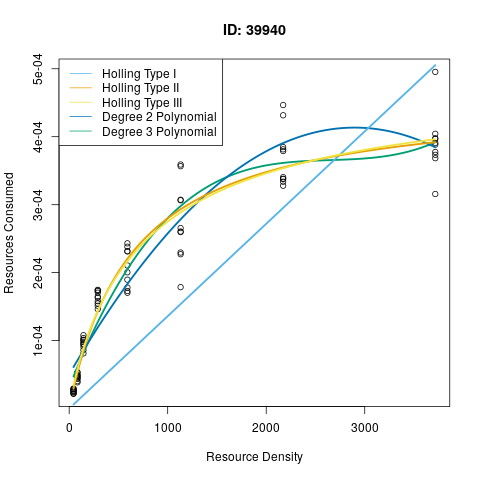 ID: 39940
Holling Type I
Holling Type II
Holling Type III
Degree 2 Polynomial
Degree 3 Polynomial
Resources Consumed
5e-04
4e-04
3e-04
2e-04
1e-04
0 1000 2000 3000
Resource Density